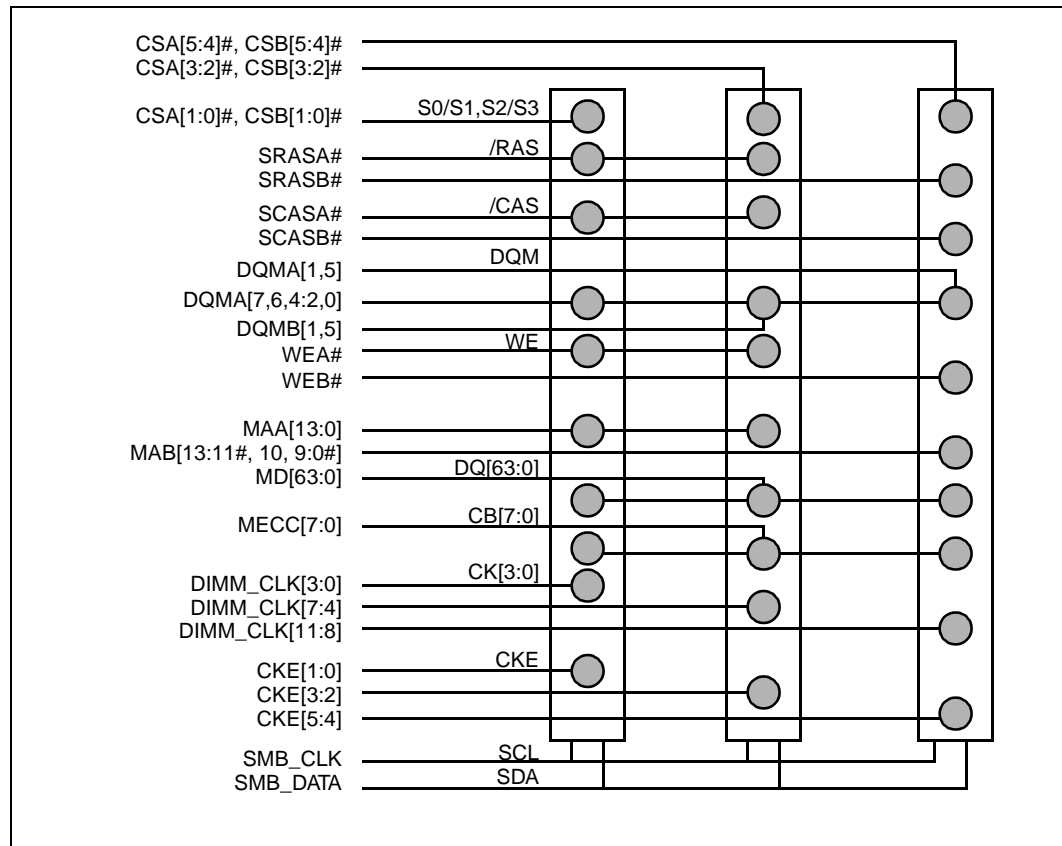 CSA[5:4]#, CSB[5:4]#
CSA[3:2]#, CSB[3:2]#
CSA[1:0]#, CSB[1:0]# S0/S1,S2/S3
SRASA# /RAS
SRASB#
SCASA# /CAS
SCASB#
DQMA[1,5] DQM
DQMA[7,6,4:2,0]
DQMB[1,5]
WEA# WE
WEB#
MAA[13:0]
MAB[13:11#, 10, 9:0#]
MD[63:0] DQ[63:0]
MECC[7:0] CB[7:0]
DIMM_CLK[3:0] CK[3:0]
DIMM_CLK[7:4]
DIMM_CLK[11:8]
CKE[1:0] CKE
CKE[3:2]
CKE[5:4]
SMB_CLK SCL
SMB_DATA SDA